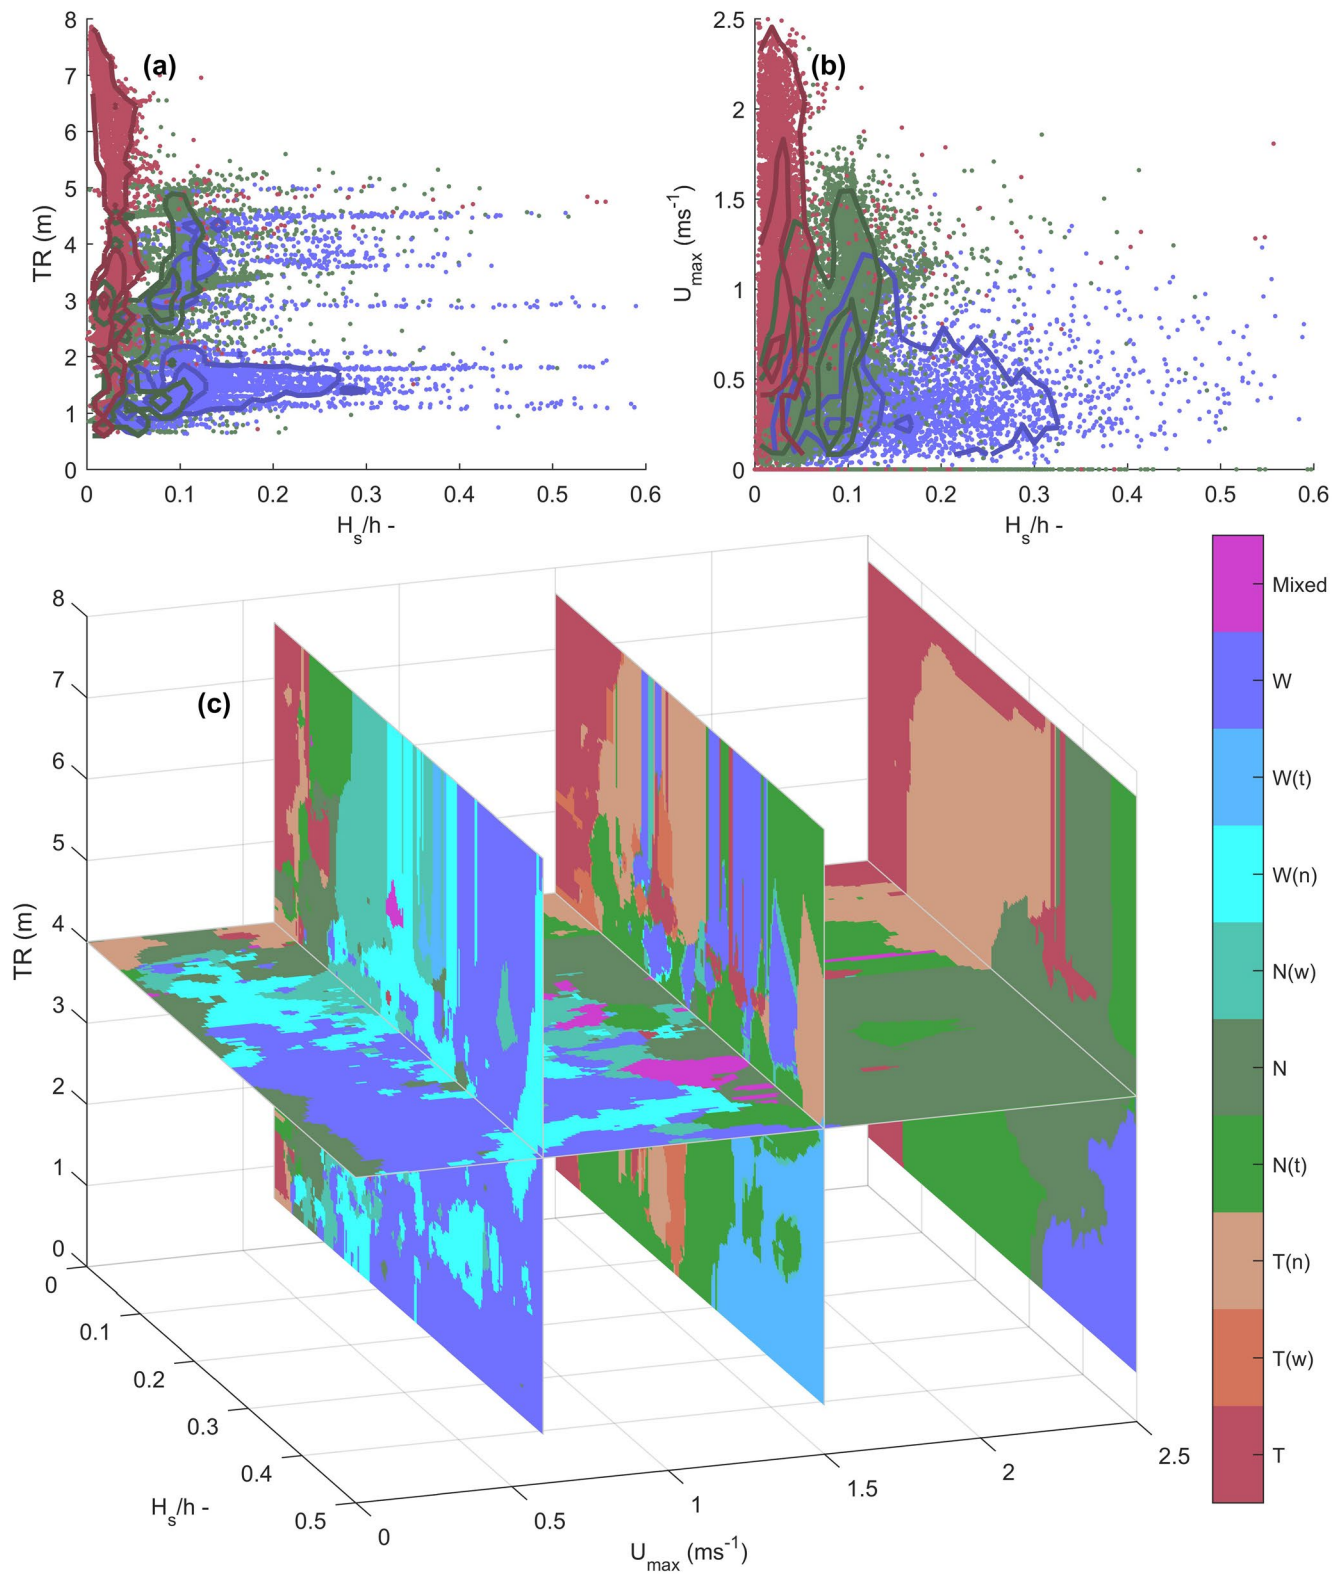 (a)
TR (m)
8
7
6
5
4
3
2
1
0
0 0.1 0.2 0.3 0.4 0.5 0.6
H_s/h -
(b)
U_max (ms^-1)
2.5
2
1.5
1
0.5
0
0 0.1 0.2 0.3 0.4 0.5 0.6
H_s/h -
(c)
TR (m)
8
7
6
5
4
3
2
1
0
0
0.1
0.2
0.3
0.4
0.5
H_s/h -
0
0.5
1
1.5
2
2.5
U_max (ms^-1)
Mixed
W
W(t)
W(n)
N(w)
N
N(t)
T(n)
T(w)
T